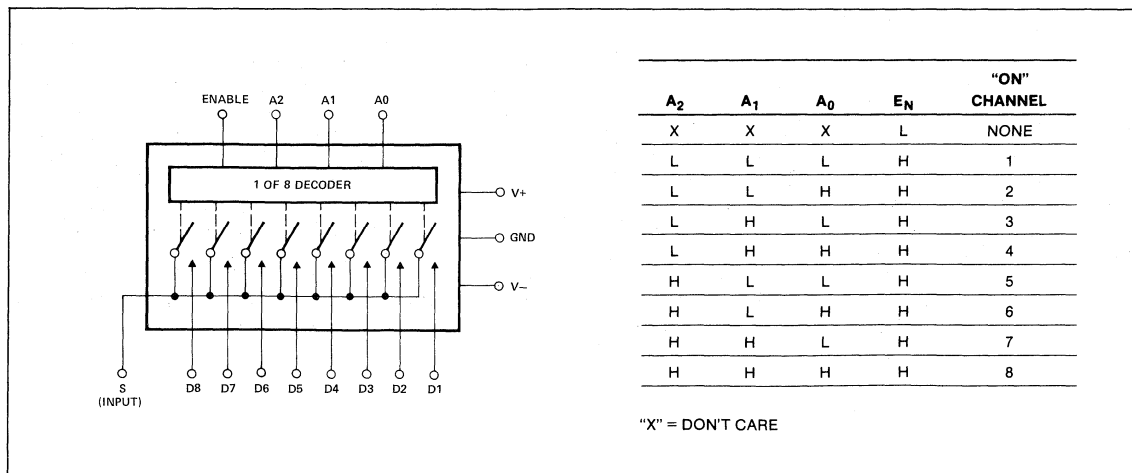 ENABLE A2 A1 A0
1 OF 8 DECODER
V+
GND
V−
S D8 D7 D6 D5 D4 D3 D2 D1
(INPUT)
"ON"
A2 A1 A0 EN CHANNEL
X X X L NONE
L L L H 1
L L H H 2
L H L H 3
L H H H 4
H L L H 5
H L H H 6
H H L H 7
H H H H 8
"X" = DON'T CARE